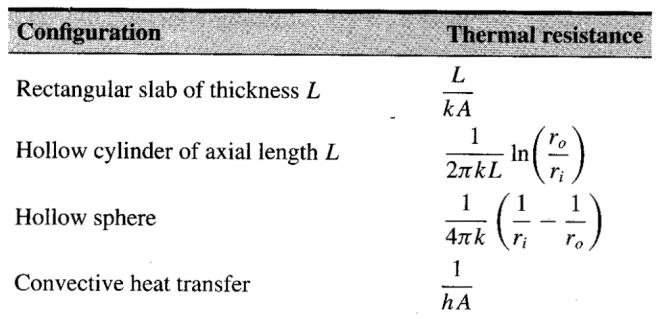 Configuration Thermal resistance
Rectangular slab of thickness L \frac{L}{kA}
Hollow cylinder of axial length L \frac{1}{2\pi kL} \ln\left(\frac{r_o}{r_i}\right)
Hollow sphere \frac{1}{4\pi k} \left(\frac{1}{r_i} - \frac{1}{r_o}\right)
Convective heat transfer \frac{1}{hA}